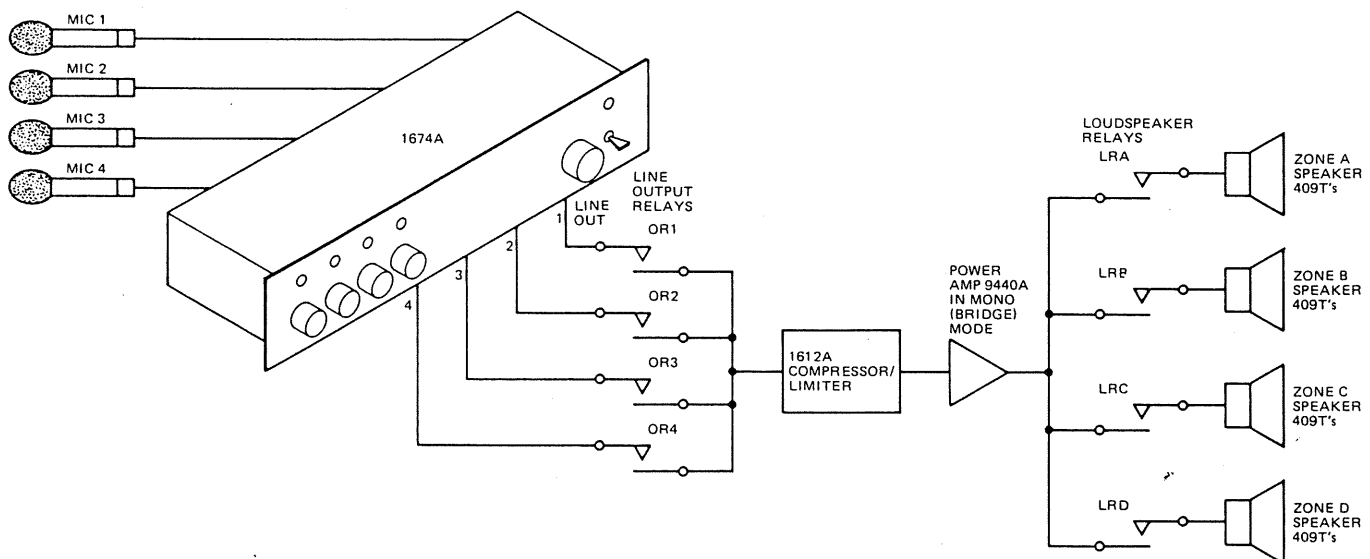 MIC 1
MIC 2
MIC 3
MIC 4
1674A
LINE
OUT
1
2
3
4
LINE
OUTPUT
RELAYS
OR1
OR2
OR3
OR4
1612A
COMPRESSOR/
LIMITER
POWER
AMP 9440A
IN MONO
(BRIDGE)
MODE
LOUDSPEAKER
RELAYS
LRA
LRB
LRC
LRD
ZONE A
SPEAKER
409T's
ZONE B
SPEAKER
409T's
ZONE C
SPEAKER
409T's
ZONE D
SPEAKER
409T's